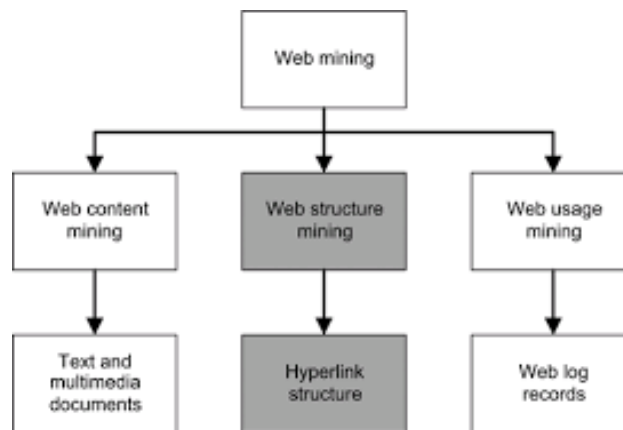 Web mining
Web content
mining
Web structure
mining
Web usage
mining
Text and
multimedia
documents
Hyperlink
structure
Web log
records